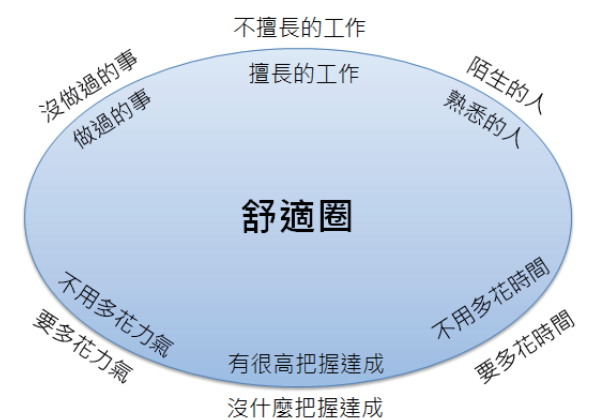 不擅長的工作
擅長的工作
沒做過的事
做過的事
陌生的人
熟悉的人
舒適圈
不用多花力氣
要多花力氣
不用多花時間
要多花時間
有很高把握達成
沒什麼把握達成